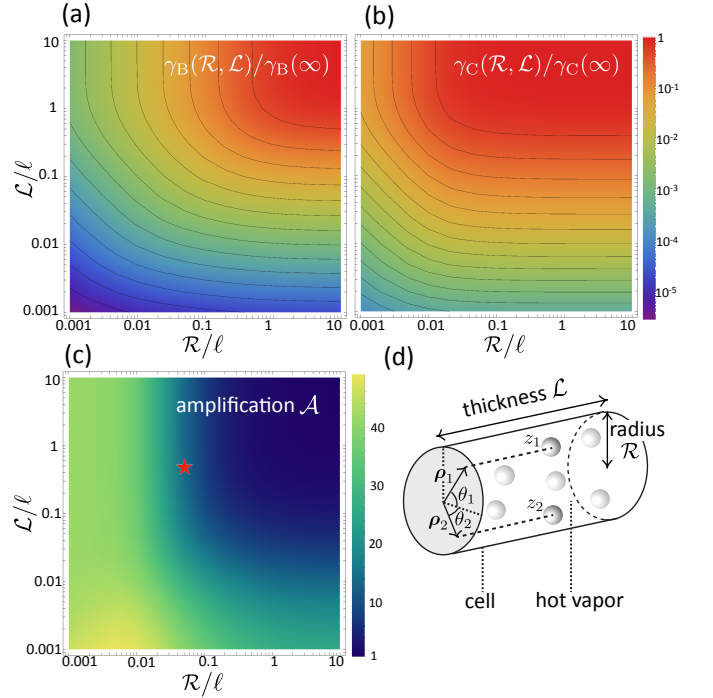 (a)
γB(ℛ, ℒ)/γB(∞)
10
1
0.1
0.01
0.001
ℒ/ℓ
0.001
0.01
0.1
1
10
ℛ/ℓ
(b)
γC(ℛ, ℒ)/γC(∞)
0.001
0.01
0.1
1
10
ℛ/ℓ
1
10-1
10-2
10-3
10-4
10-5
(c)
amplification 𝒜
10
1
0.1
0.01
0.001
ℒ/ℓ
0.001
0.01
0.1
1
10
ℛ/ℓ
40
30
20
10
1
(d)
thickness ℒ
radius
ℛ
z1
ρ1
θ1
ρ2
θ2
z2
cell
hot vapor